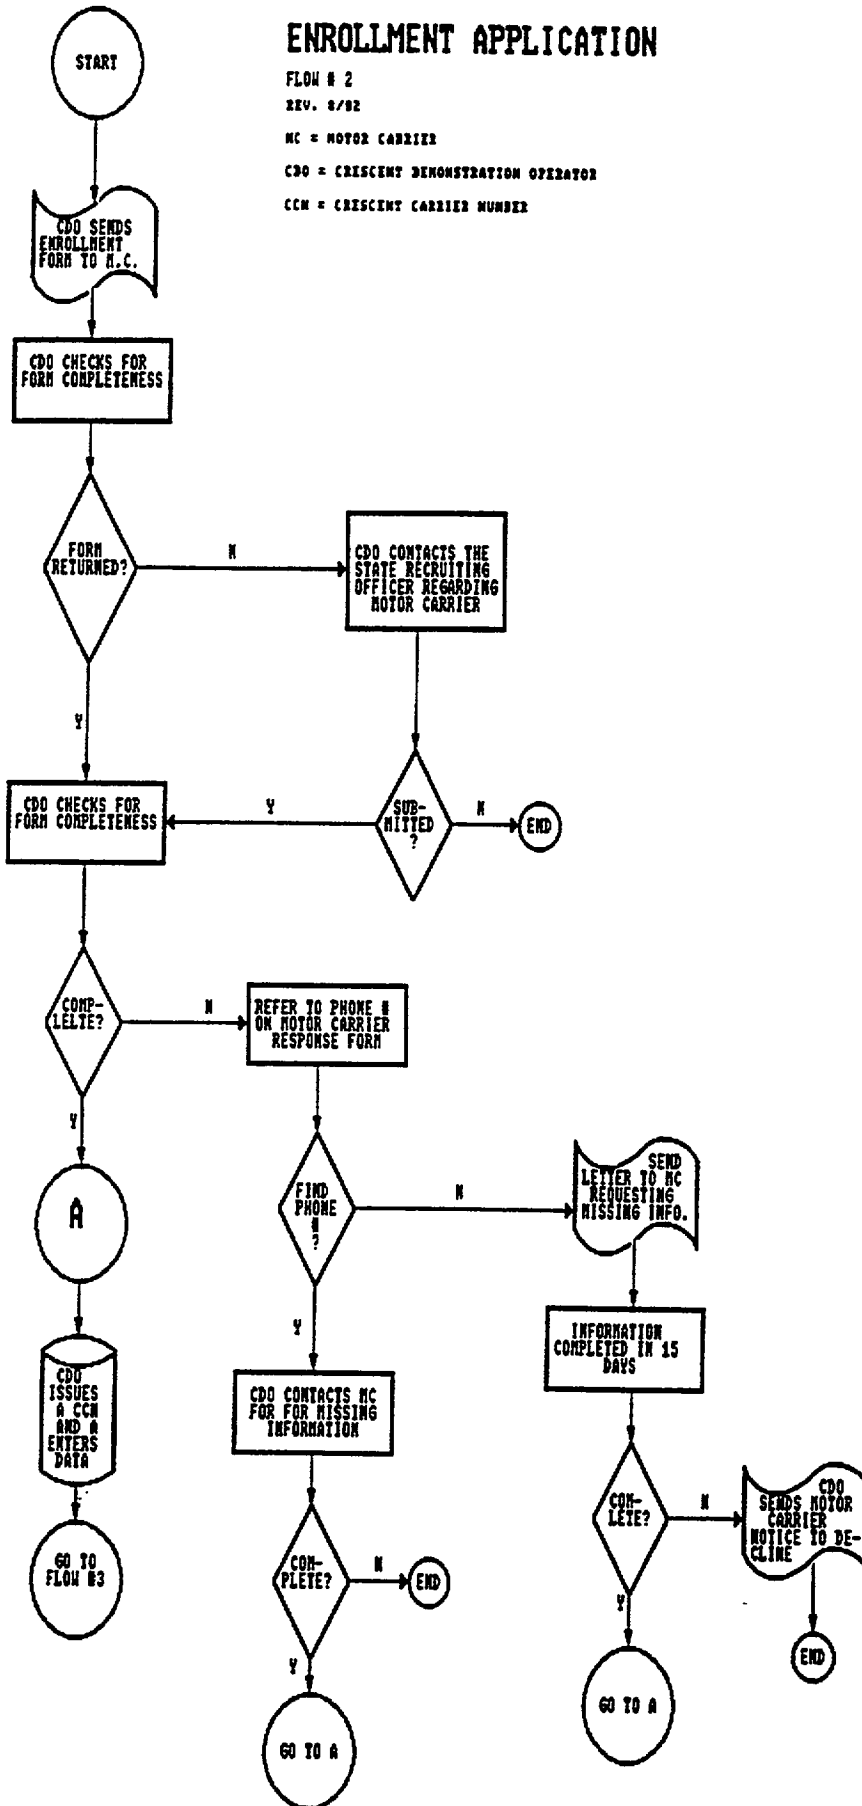 ENROLLMENT APPLICATION
FLOW # 2
REV. 8/92
MC = MOTOR CARRIER
CDO = CRESCENT DEMONSTRATION OPERATOR
CCN = CRESCENT CARRIER NUMBER
START
CDO SENDS
ENROLLMENT
FORM TO M.C.
CDO CHECKS FOR
FORM COMPLETENESS
FORM
RETURNED?
N
CDO CONTACTS THE
STATE RECRUITING
OFFICER REGARDING
MOTOR CARRIER
Y
CDO CHECKS FOR
FORM COMPLETENESS
Y
SUB-
MITTED
?
N
END
COMP-
LELTE?
N
REFER TO PHONE #
ON MOTOR CARRIER
RESPONSE FORM
Y
A
FIND
PHONE
#
?
N
SEND
LETTER TO MC
REQUESTING
MISSING INFO.
Y
INFORMATION
COMPLETED IN 15
DAYS
CDO
ISSUES
A CCN
AND A
ENTERS
DATA
CDO CONTACTS MC
FOR FOR MISSING
INFORMATION
COM-
LETE?
N
CDO
SENDS MOTOR
CARRIER
NOTICE TO DE-
CLINE
GO TO
FLOW #3
COM-
PLETE?
N
END
Y
END
Y
GO TO A
GO TO A